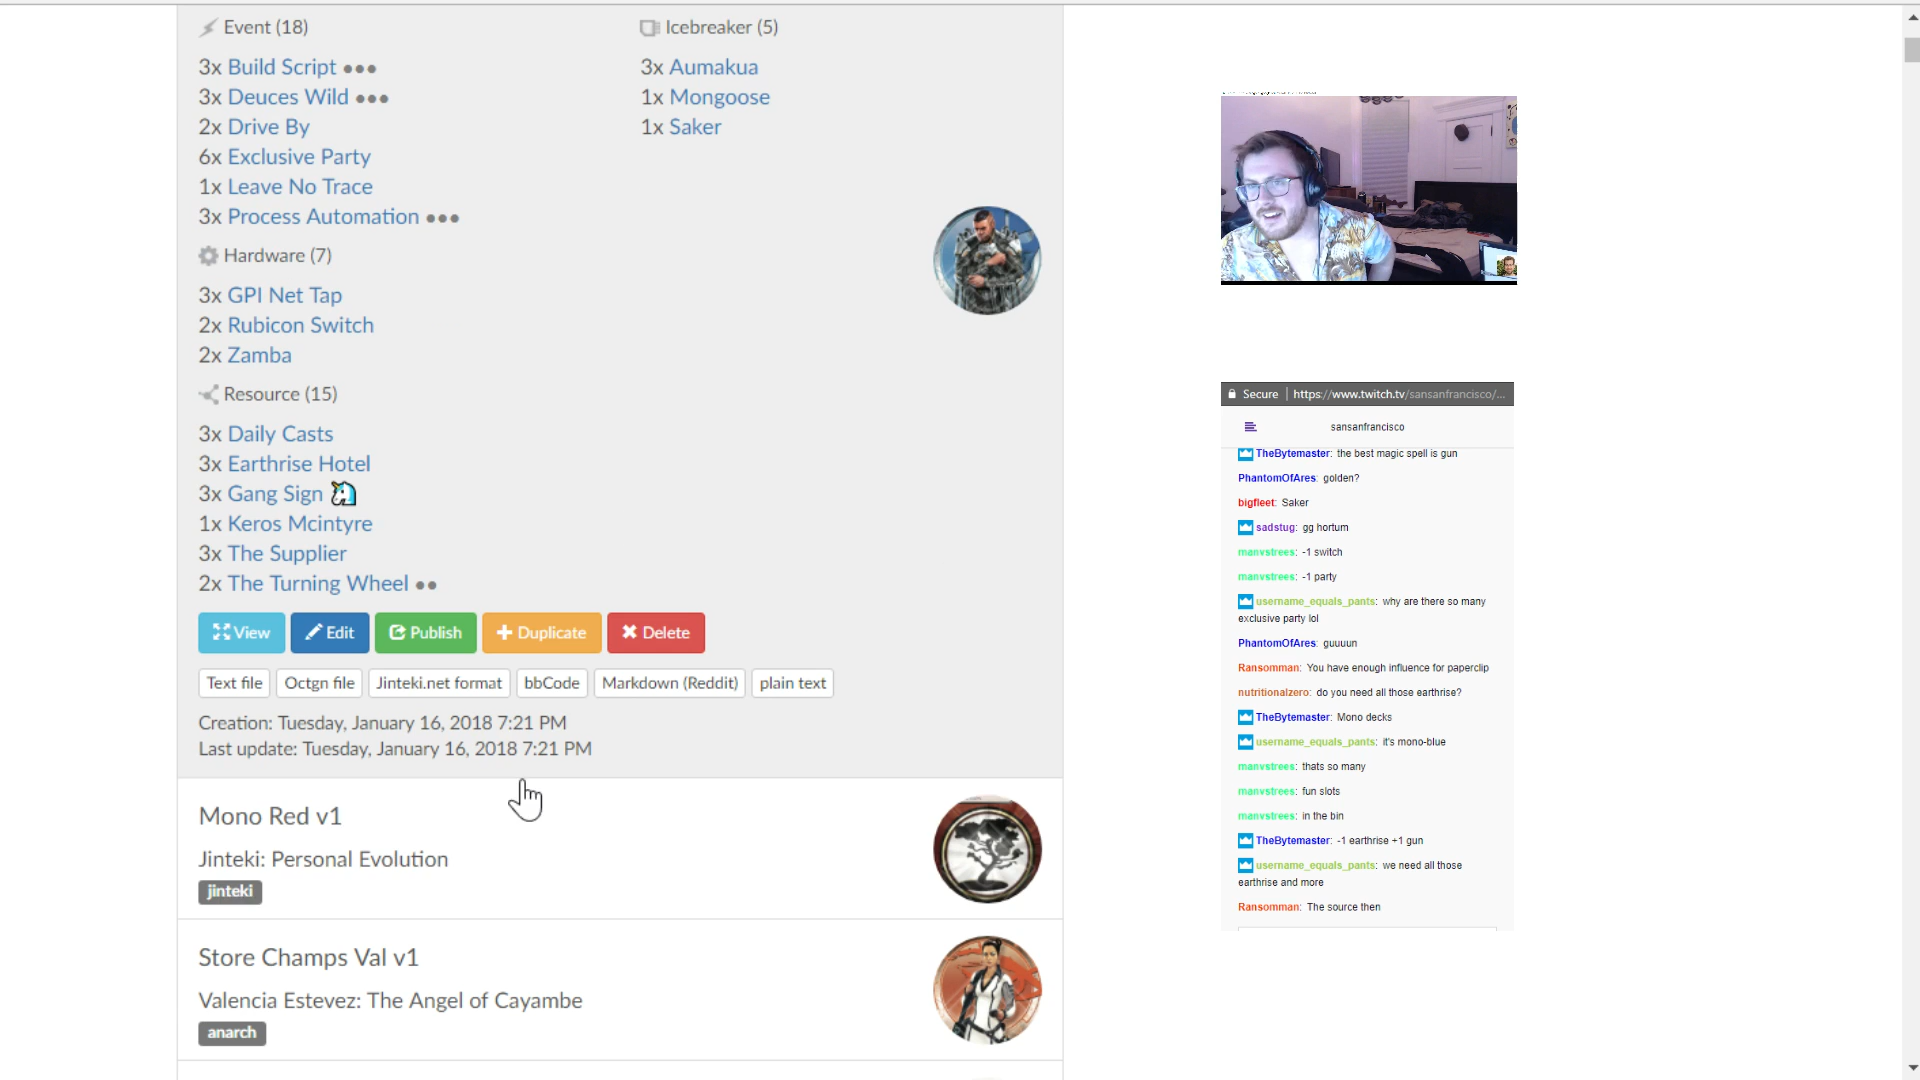 Event (18)
3x Build Script •••
3x Deuces Wild •••
2x Drive By
6x Exclusive Party
1x Leave No Trace
3x Process Automation •••
Hardware (7)
3x GPI Net Tap
2x Rubicon Switch
2x Zamba
Resource (15)
3x Daily Casts
3x Earthrise Hotel
3x Gang Sign
1x Keros Mcintyre
3x The Supplier
2x The Turning Wheel ••
Icebreaker (5)
3x Aumakua
1x Mongoose
1x Saker
View Edit Publish Duplicate Delete
Text file Octgn file Jinteki.net format bbCode Markdown (Reddit) plain text
Creation: Tuesday, January 16, 2018 7:21 PM
Last update: Tuesday, January 16, 2018 7:21 PM
Mono Red v1
Jinteki: Personal Evolution
jinteki
Store Champs Val v1
Valencia Estevez: The Angel of Cayambe
anarch
Secure | https://www.twitch.tv/sansanfrancisco/...
sansanfrancisco
TheBytemaster: the best magic spell is gun
PhantomOfAres: golden?
bigfleet: Saker
sadstug: gg hortum
manvstrees: -1 switch
manvstrees: -1 party
username_equals_pants: why are there so many
exclusive party lol
PhantomOfAres: guuuun
Ransomman: You have enough influence for paperclip
nutritionalzero: do you need all those earthrise?
TheBytemaster: Mono decks
username_equals_pants: it's mono-blue
manvstrees: thats so many
manvstrees: fun slots
manvstrees: in the bin
TheBytemaster: -1 earthrise +1 gun
username_equals_pants: we need all those
earthrise and more
Ransomman: The source then